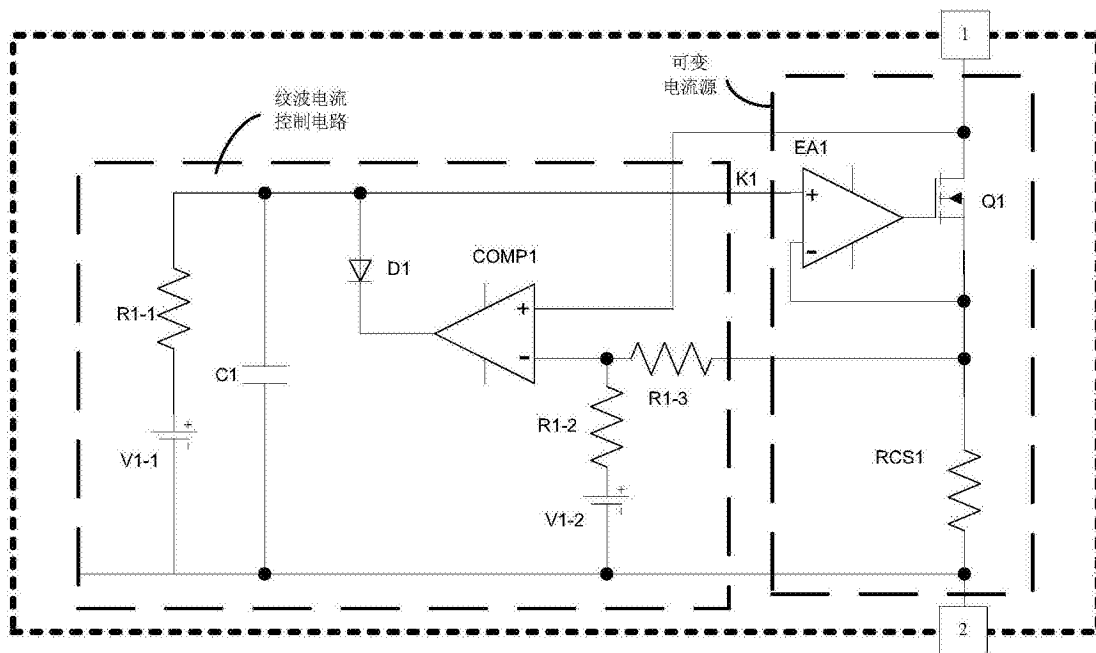 1
可变
电流源
纹波电流
控制电路
EA1
K1
+
-
Q1
D1
COMP1
+
-
R1-1
C1
R1-3
R1-2
+
-
V1-1
RCS1
+
-
V1-2
2